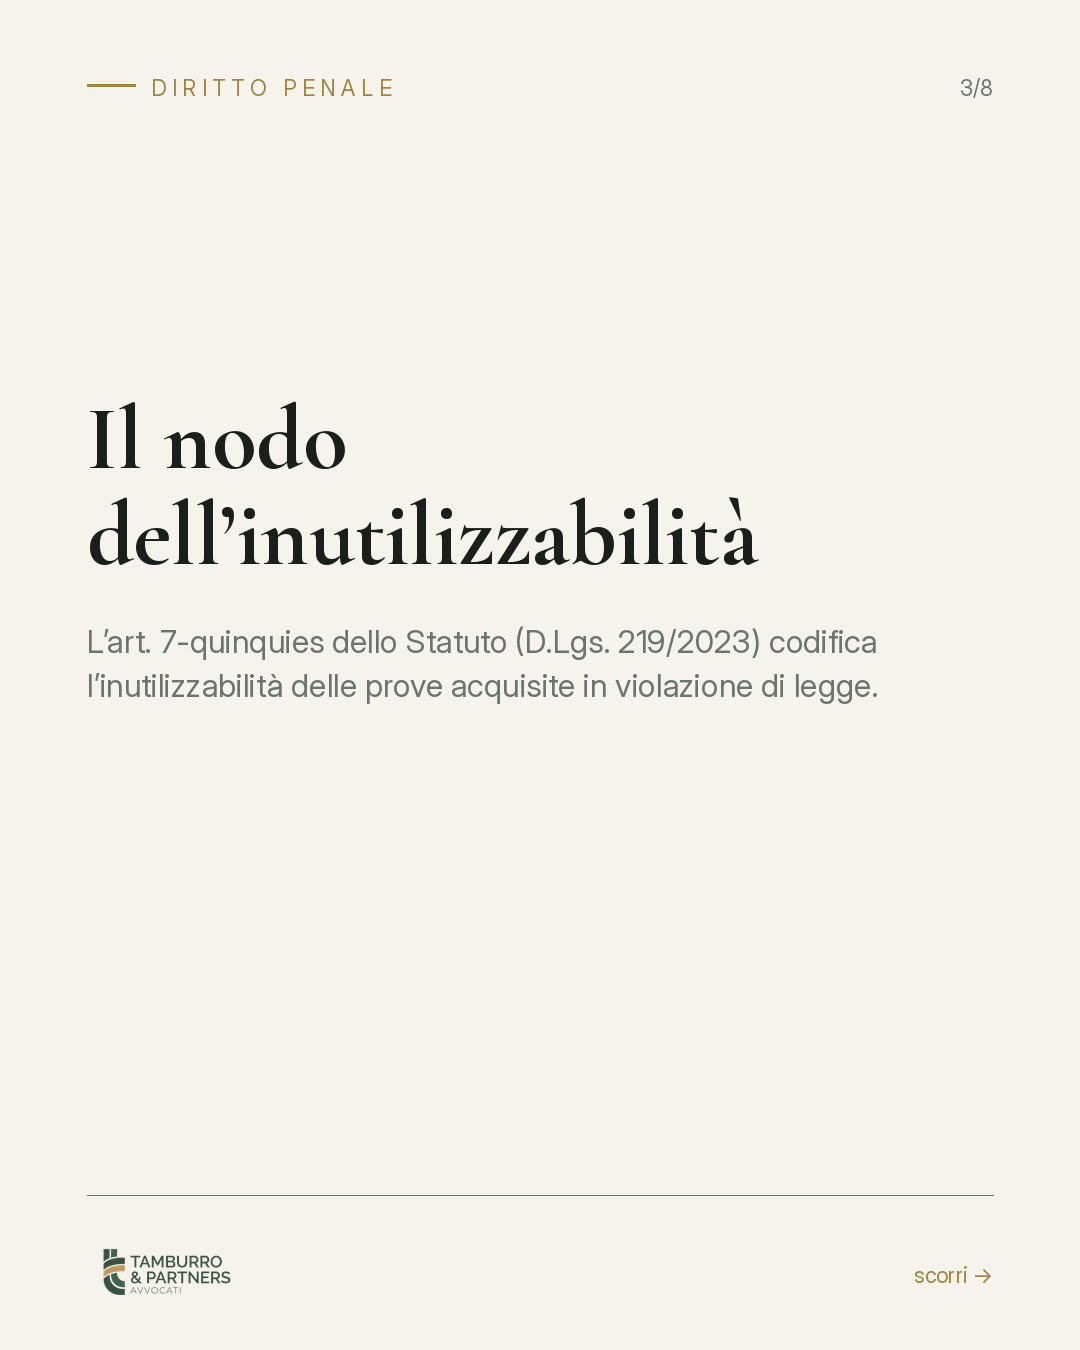 DIRITTO PENALE
3/8
Il nodo
dell’inutilizzabilità
L’art. 7-quinquies dello Statuto (D.Lgs. 219/2023) codifica
l’inutilizzabilità delle prove acquisite in violazione di legge.
TAMBURRO
& PARTNERS
AVVOCATI
scorri →